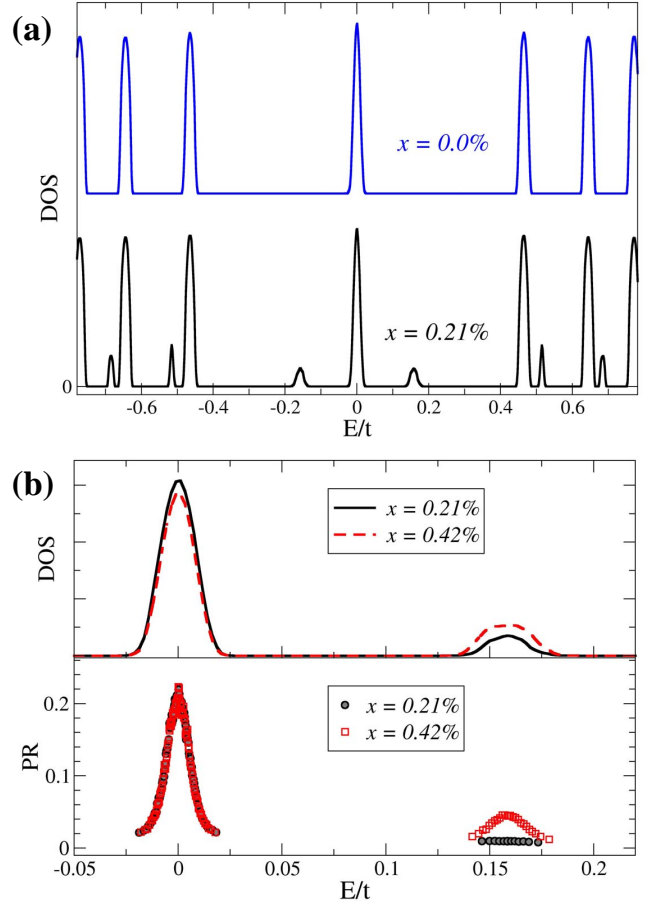 (a)
DOS
x = 0.0%
x = 0.21%
0
-0.6 -0.4 -0.2 0 0.2 0.4 0.6
E/t
(b)
DOS
x = 0.21%
x = 0.42%
PR
0.2
0.1
0
x = 0.21%
x = 0.42%
-0.05 0 0.05 0.1 0.15 0.2
E/t